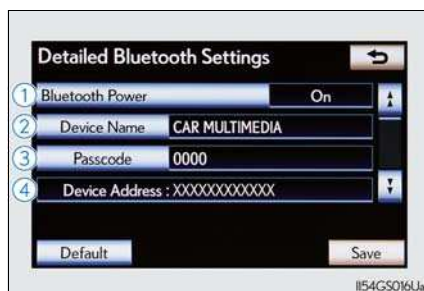 Detailed Bluetooth Settings
1 Bluetooth Power On
2 Device Name CAR MULTIMEDIA
3 Passcode 0000
4 Device Address : XXXXXXXXXXXX
Default Save
II54GS016Ua